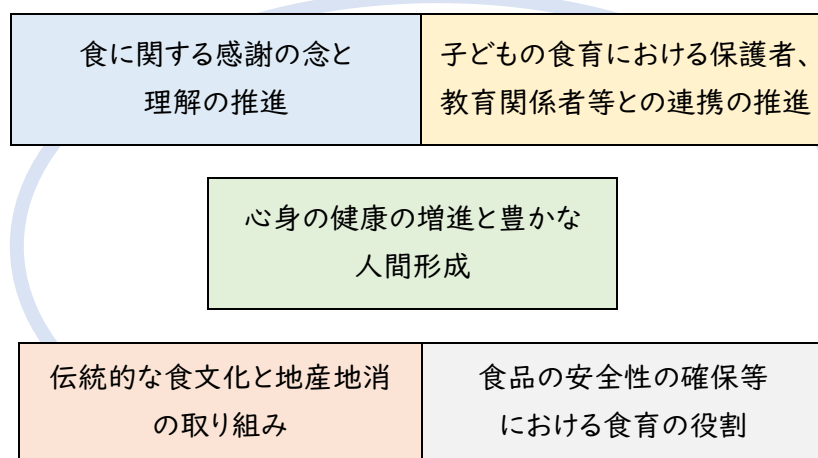 食に関する感謝の念と
理解の推進
子どもの食育における保護者、
教育関係者等との連携の推進
心身の健康の増進と豊かな
人間形成
伝統的な食文化と地産地消
の取り組み
食品の安全性の確保等
における食育の役割